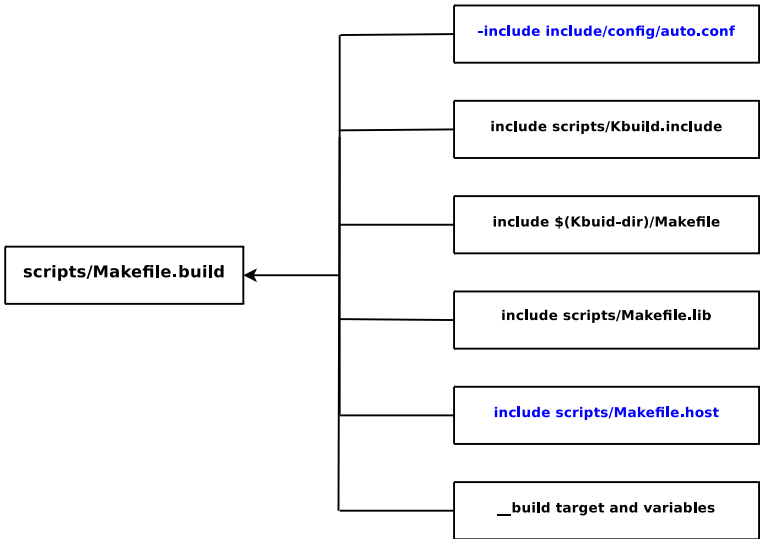 -include include/config/auto.conf
include scripts/Kbuild.include
include $(Kbuid-dir)/Makefile
scripts/Makefile.build
include scripts/Makefile.lib
include scripts/Makefile.host
__build target and variables